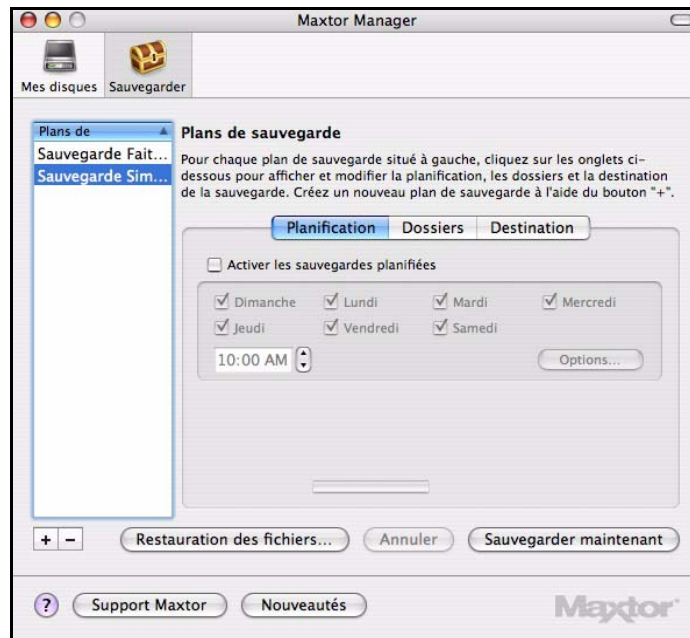 Maxtor Manager
Mes disques
Sauvegarder
Plans de
Sauvegarde Fait...
Sauvegarde Sim...
Plans de sauvegarde
Pour chaque plan de sauvegarde situé à gauche, cliquez sur les onglets ci-
dessous pour afficher et modifier la planification, les dossiers et la destination
de la sauvegarde. Créez un nouveau plan de sauvegarde à l'aide du bouton "+".
Planification Dossiers Destination
Activer les sauvegardes planifiées
Dimanche Lundi Mardi Mercredi
Jeudi Vendredi Samedi
10:00 AM Options...
+ − Restauration des fichiers... Annuler Sauvegarder maintenant
? Support Maxtor Nouveautés Maxtor